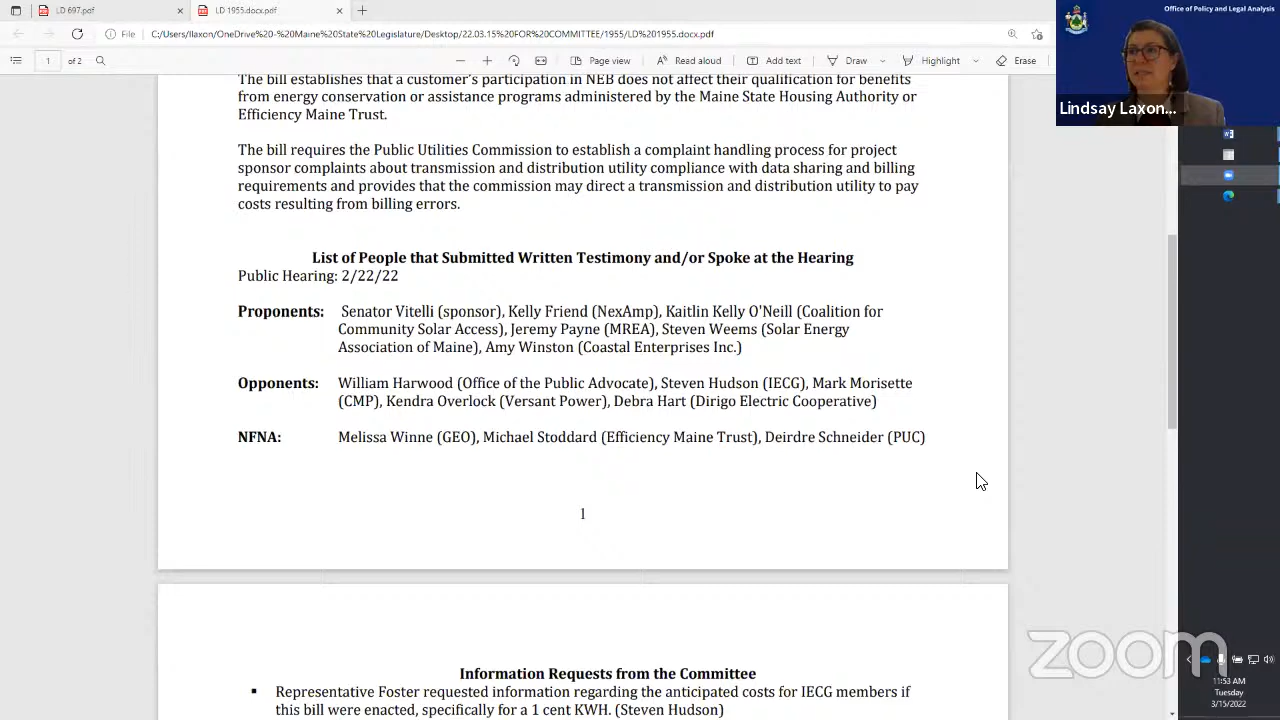 LD 697.pdf
LD 1955.docx.pdf
Office of Policy and Legal Analysis
File
C:/Users/llaxon/OneDrive%20-%20Maine%20State%20Legislature/Desktop/22.03.15%20FOR%20COMMITTEE/1955/LD%201955.docx.pdf
1 of 2
Page view
Read aloud
Add text
Draw
Highlight
Erase
Lindsay Laxon...
The bill establishes that a customer's participation in NEB does not affect their qualification for benefits
from energy conservation or assistance programs administered by the Maine State Housing Authority or
Efficiency Maine Trust.
The bill requires the Public Utilities Commission to establish a complaint handling process for project
sponsor complaints about transmission and distribution utility compliance with data sharing and billing
requirements and provides that the commission may direct a transmission and distribution utility to pay
costs resulting from billing errors.
List of People that Submitted Written Testimony and/or Spoke at the Hearing
Public Hearing: 2/22/22
Proponents: Senator Vitelli (sponsor), Kelly Friend (NexAmp), Kaitlin Kelly O'Neill (Coalition for
Community Solar Access), Jeremy Payne (MREA), Steven Weems (Solar Energy
Association of Maine), Amy Winston (Coastal Enterprises Inc.)
Opponents: William Harwood (Office of the Public Advocate), Steven Hudson (IECG), Mark Morisette
(CMP), Kendra Overlock (Versant Power), Debra Hart (Dirigo Electric Cooperative)
NFNA: Melissa Winne (GEO), Michael Stoddard (Efficiency Maine Trust), Deirdre Schneider (PUC)
1
Information Requests from the Committee
▪ Representative Foster requested information regarding the anticipated costs for IECG members if
this bill were enacted, specifically for a 1 cent KWH. (Steven Hudson)
zoom
11:53 AM
Tuesday
3/15/2022